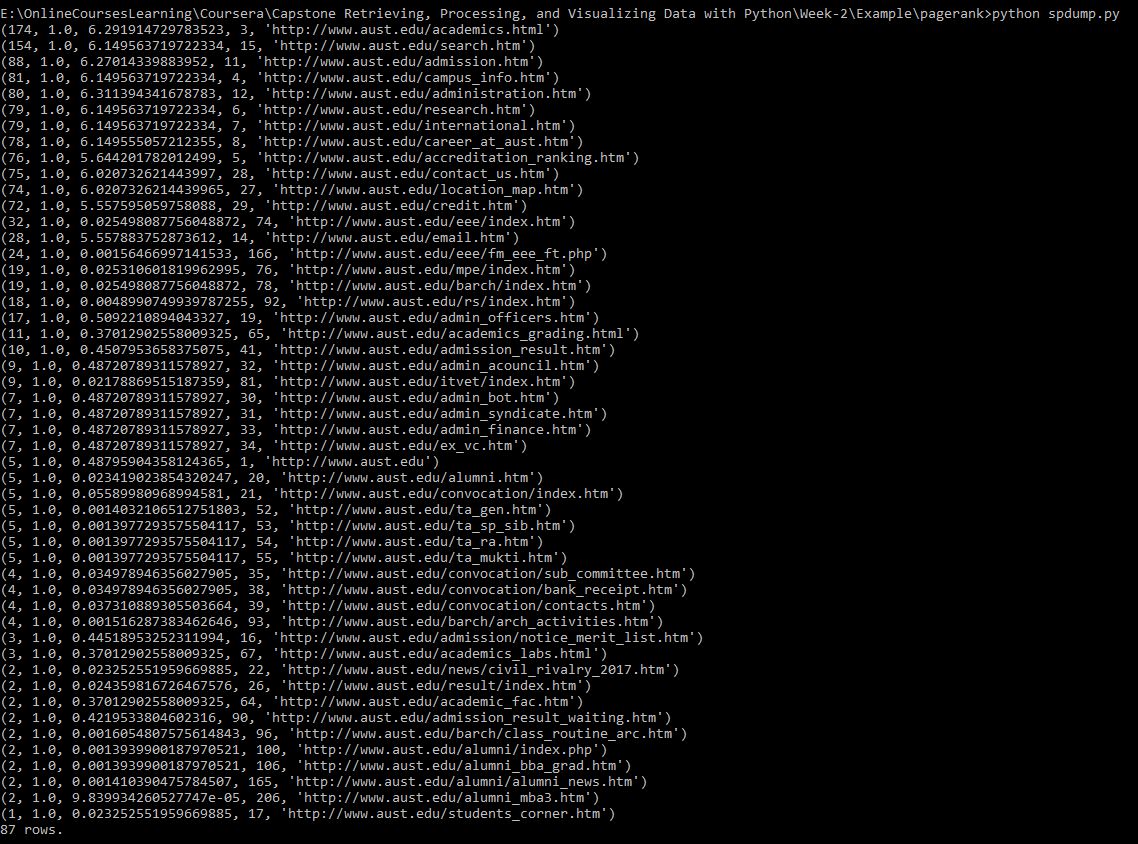 E:\OnlineCoursesLearning\Coursera\Capstone Retrieving, Processing, and Visualizing Data with Python\Week-2\Example\pagerank>python spdump.py
(174, 1.0, 6.291914729783523, 3, 'http://www.aust.edu/academics.html')
(154, 1.0, 6.149563719722334, 15, 'http://www.aust.edu/search.htm')
(88, 1.0, 6.27014339883952, 11, 'http://www.aust.edu/admission.htm')
(81, 1.0, 6.149563719722334, 4, 'http://www.aust.edu/campus_info.htm')
(80, 1.0, 6.311394341678783, 12, 'http://www.aust.edu/administration.htm')
(79, 1.0, 6.149563719722334, 6, 'http://www.aust.edu/research.htm')
(79, 1.0, 6.149563719722334, 7, 'http://www.aust.edu/international.htm')
(78, 1.0, 6.149555057212355, 8, 'http://www.aust.edu/career_at_aust.htm')
(76, 1.0, 5.644201782012499, 5, 'http://www.aust.edu/accreditation_ranking.htm')
(75, 1.0, 6.020732621443997, 28, 'http://www.aust.edu/contact_us.htm')
(74, 1.0, 6.0207326214439965, 27, 'http://www.aust.edu/location_map.htm')
(72, 1.0, 5.557595059758088, 29, 'http://www.aust.edu/credit.htm')
(32, 1.0, 0.025498087756048872, 74, 'http://www.aust.edu/eee/index.htm')
(28, 1.0, 5.557883752873612, 14, 'http://www.aust.edu/email.htm')
(24, 1.0, 0.00156466997141533, 166, 'http://www.aust.edu/eee/fm_eee_ft.php')
(19, 1.0, 0.025310601819962995, 76, 'http://www.aust.edu/mpe/index.htm')
(19, 1.0, 0.025498087756048872, 78, 'http://www.aust.edu/barch/index.htm')
(18, 1.0, 0.0048990749939787255, 92, 'http://www.aust.edu/rs/index.htm')
(17, 1.0, 0.5092210894043327, 19, 'http://www.aust.edu/admin_officers.htm')
(11, 1.0, 0.37012902558009325, 65, 'http://www.aust.edu/academics_grading.html')
(10, 1.0, 0.4507953658375075, 41, 'http://www.aust.edu/admission_result.htm')
(9, 1.0, 0.48720789311578927, 32, 'http://www.aust.edu/admin_acouncil.htm')
(9, 1.0, 0.02178869515187359, 81, 'http://www.aust.edu/itvet/index.htm')
(7, 1.0, 0.48720789311578927, 30, 'http://www.aust.edu/admin_bot.htm')
(7, 1.0, 0.48720789311578927, 31, 'http://www.aust.edu/admin_syndicate.htm')
(7, 1.0, 0.48720789311578927, 33, 'http://www.aust.edu/admin_finance.htm')
(7, 1.0, 0.48720789311578927, 34, 'http://www.aust.edu/ex_vc.htm')
(5, 1.0, 0.48795904358124365, 1, 'http://www.aust.edu')
(5, 1.0, 0.023419023854320247, 20, 'http://www.aust.edu/alumni.htm')
(5, 1.0, 0.05589980968994581, 21, 'http://www.aust.edu/convocation/index.htm')
(5, 1.0, 0.0014032106512751803, 52, 'http://www.aust.edu/ta_gen.htm')
(5, 1.0, 0.0013977293575504117, 53, 'http://www.aust.edu/ta_sp_sib.htm')
(5, 1.0, 0.0013977293575504117, 54, 'http://www.aust.edu/ta_ra.htm')
(5, 1.0, 0.0013977293575504117, 55, 'http://www.aust.edu/ta_mukti.htm')
(4, 1.0, 0.034978946356027905, 35, 'http://www.aust.edu/convocation/sub_committee.htm')
(4, 1.0, 0.034978946356027905, 38, 'http://www.aust.edu/convocation/bank_receipt.htm')
(4, 1.0, 0.037310889305503664, 39, 'http://www.aust.edu/convocation/contacts.htm')
(4, 1.0, 0.001516287383462646, 93, 'http://www.aust.edu/barch/arch_activities.htm')
(3, 1.0, 0.44518953252311994, 16, 'http://www.aust.edu/admission/notice_merit_list.htm')
(3, 1.0, 0.37012902558009325, 67, 'http://www.aust.edu/academics_labs.html')
(2, 1.0, 0.023252551959669885, 22, 'http://www.aust.edu/news/civil_rivalry_2017.htm')
(2, 1.0, 0.024359816726467576, 26, 'http://www.aust.edu/result/index.htm')
(2, 1.0, 0.37012902558009325, 64, 'http://www.aust.edu/academic_fac.htm')
(2, 1.0, 0.4219533804602316, 90, 'http://www.aust.edu/admission_result_waiting.htm')
(2, 1.0, 0.0016054807575614843, 96, 'http://www.aust.edu/barch/class_routine_arc.htm')
(2, 1.0, 0.0013939900187970521, 100, 'http://www.aust.edu/alumni/index.php')
(2, 1.0, 0.0013939900187970521, 106, 'http://www.aust.edu/alumni_bba_grad.htm')
(2, 1.0, 0.001410390475784507, 165, 'http://www.aust.edu/alumni/alumni_news.htm')
(2, 1.0, 9.839934260527747e-05, 206, 'http://www.aust.edu/alumni_mba3.htm')
(1, 1.0, 0.023252551959669885, 17, 'http://www.aust.edu/students_corner.htm')
87 rows.